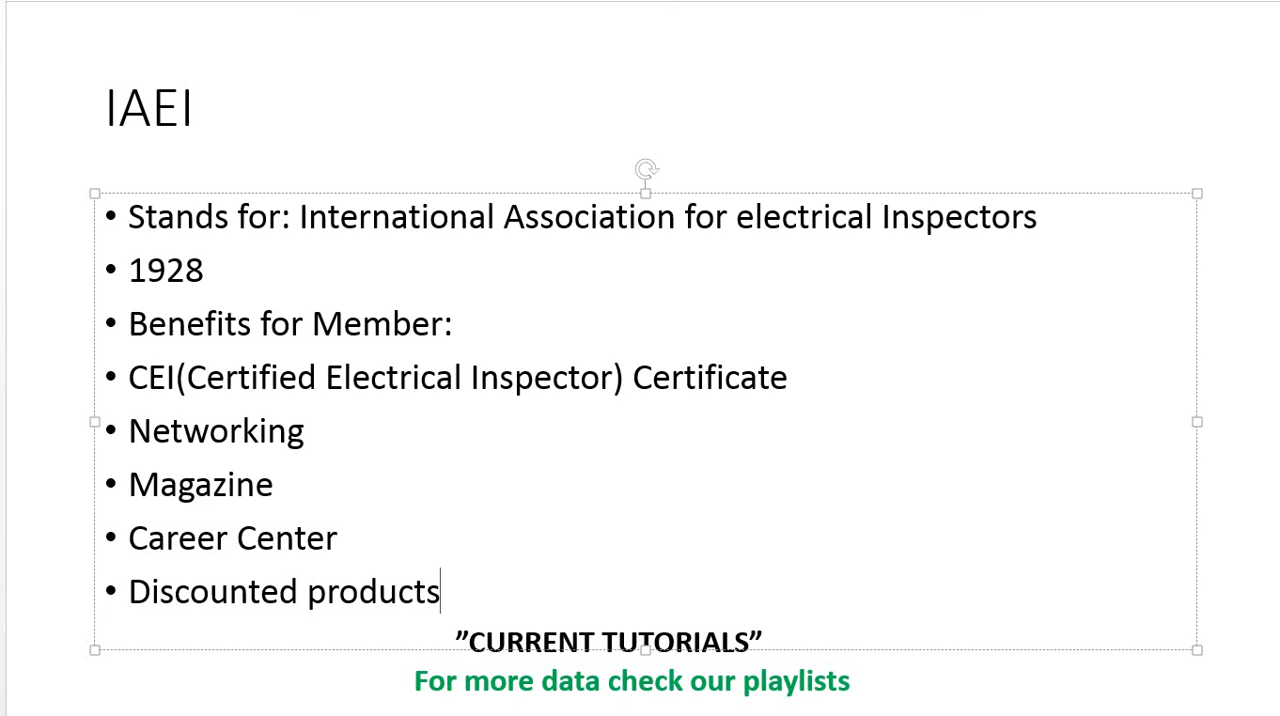 IAEI
• Stands for: International Association for electrical Inspectors
• 1928
• Benefits for Member:
• CEI(Certified Electrical Inspector) Certificate
• Networking
• Magazine
• Career Center
• Discounted products
”CURRENT TUTORIALS”
For more data check our playlists